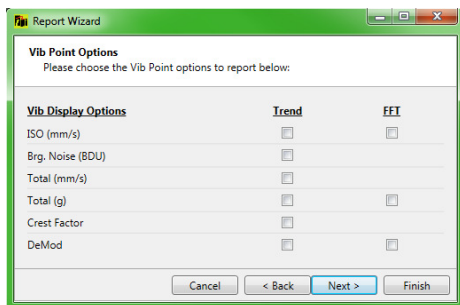 Report Wizard
Vib Point Options
Please choose the Vib Point options to report below:
Vib Display Options Trend FFT
ISO (mm/s)
Brg. Noise (BDU)
Total (mm/s)
Total (g)
Crest Factor
DeMod
Cancel < Back Next > Finish